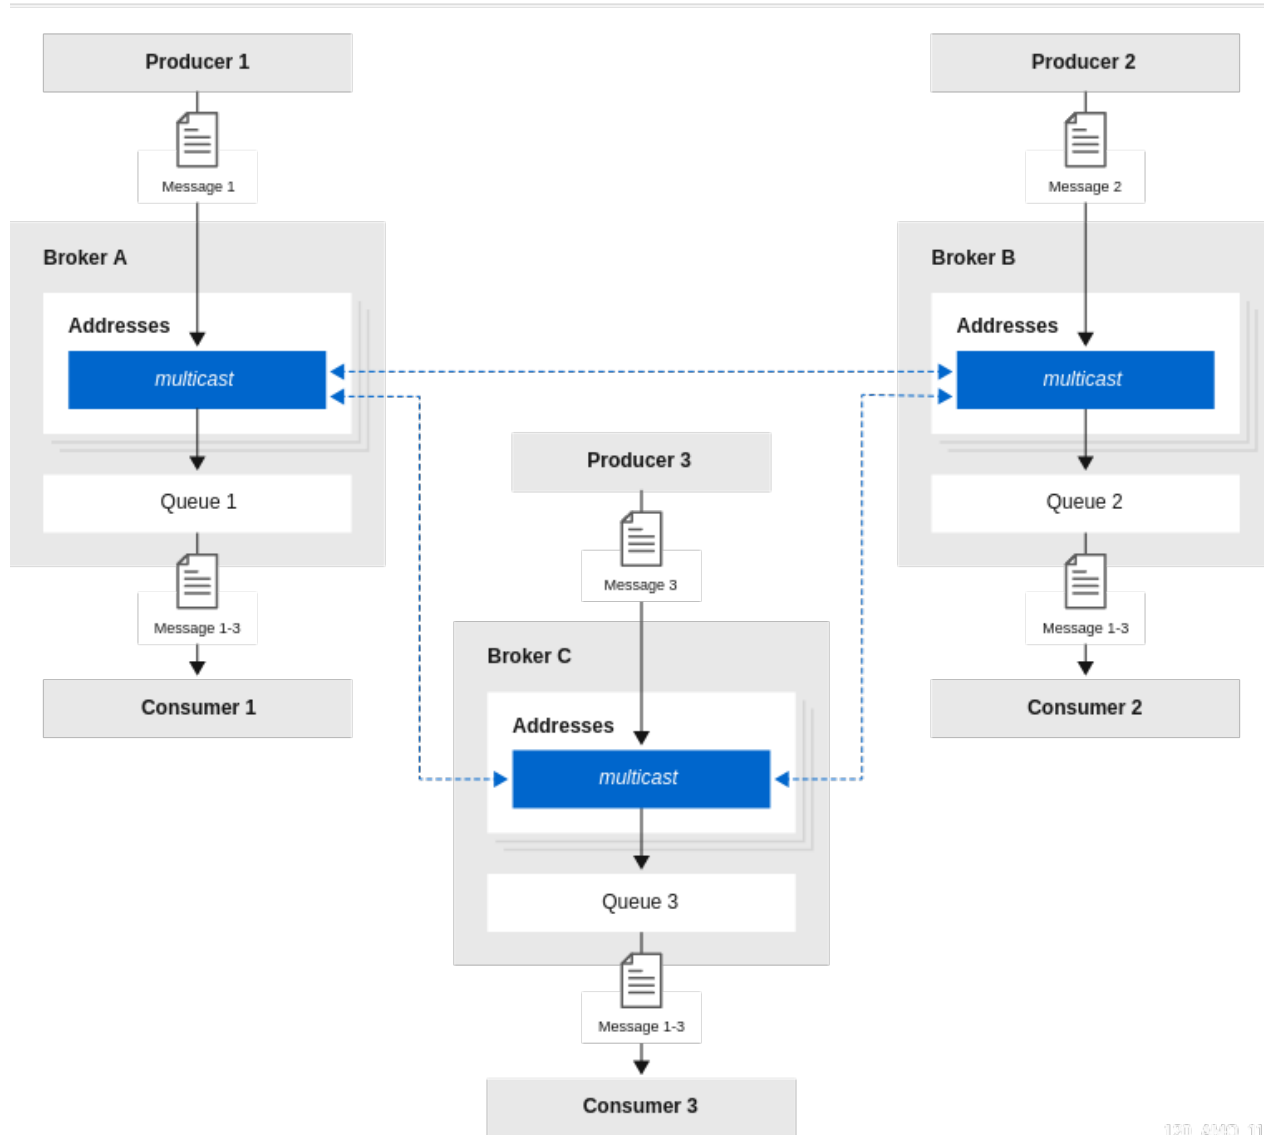 Producer 1
Producer 2
Message 1
Message 2
Broker A
Broker B
Addresses
Addresses
multicast
multicast
Producer 3
Queue 1
Queue 2
Message 3
Message 1-3
Message 1-3
Broker C
Consumer 1
Consumer 2
Addresses
multicast
Queue 3
Message 1-3
Consumer 3